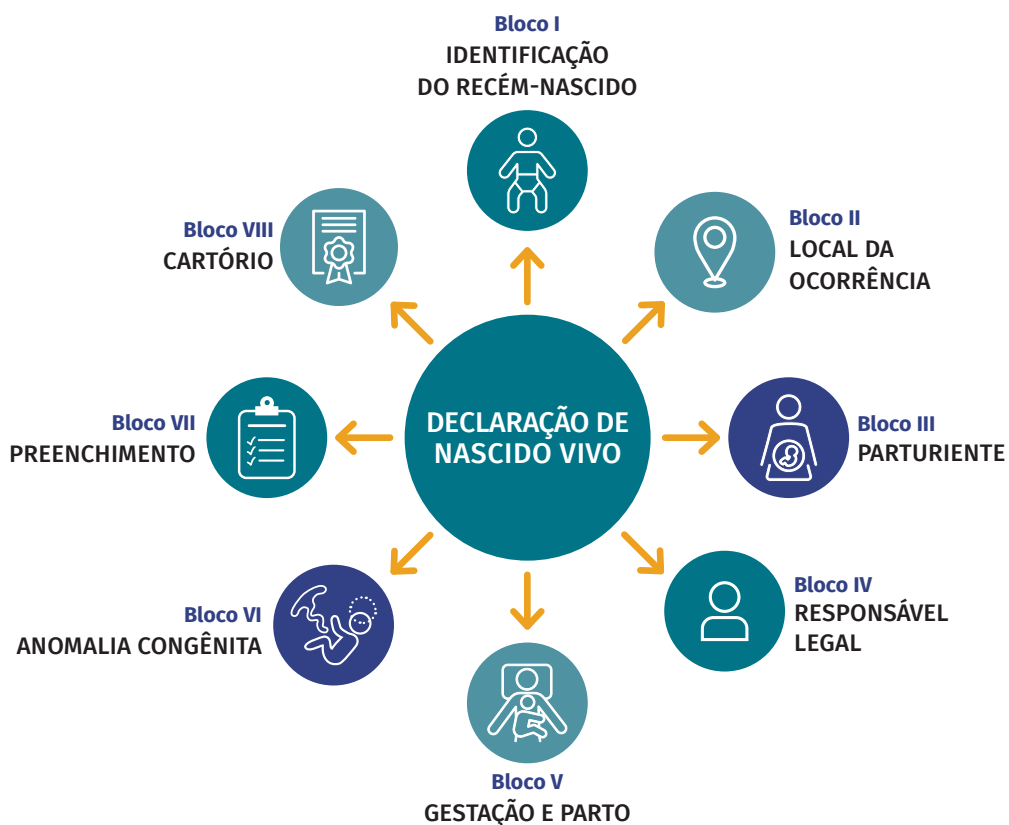 Bloco I
IDENTIFICAÇÃO
DO RECÉM-NASCIDO
Bloco II
LOCAL DA
OCORRÊNCIA
Bloco III
PARTURIENTE
Bloco IV
RESPONSÁVEL
LEGAL
Bloco V
GESTAÇÃO E PARTO
Bloco VI
ANOMALIA CONGÊNITA
Bloco VII
PREENCHIMENTO
Bloco VIII
CARTÓRIO
DECLARAÇÃO DE
NASCIDO VIVO